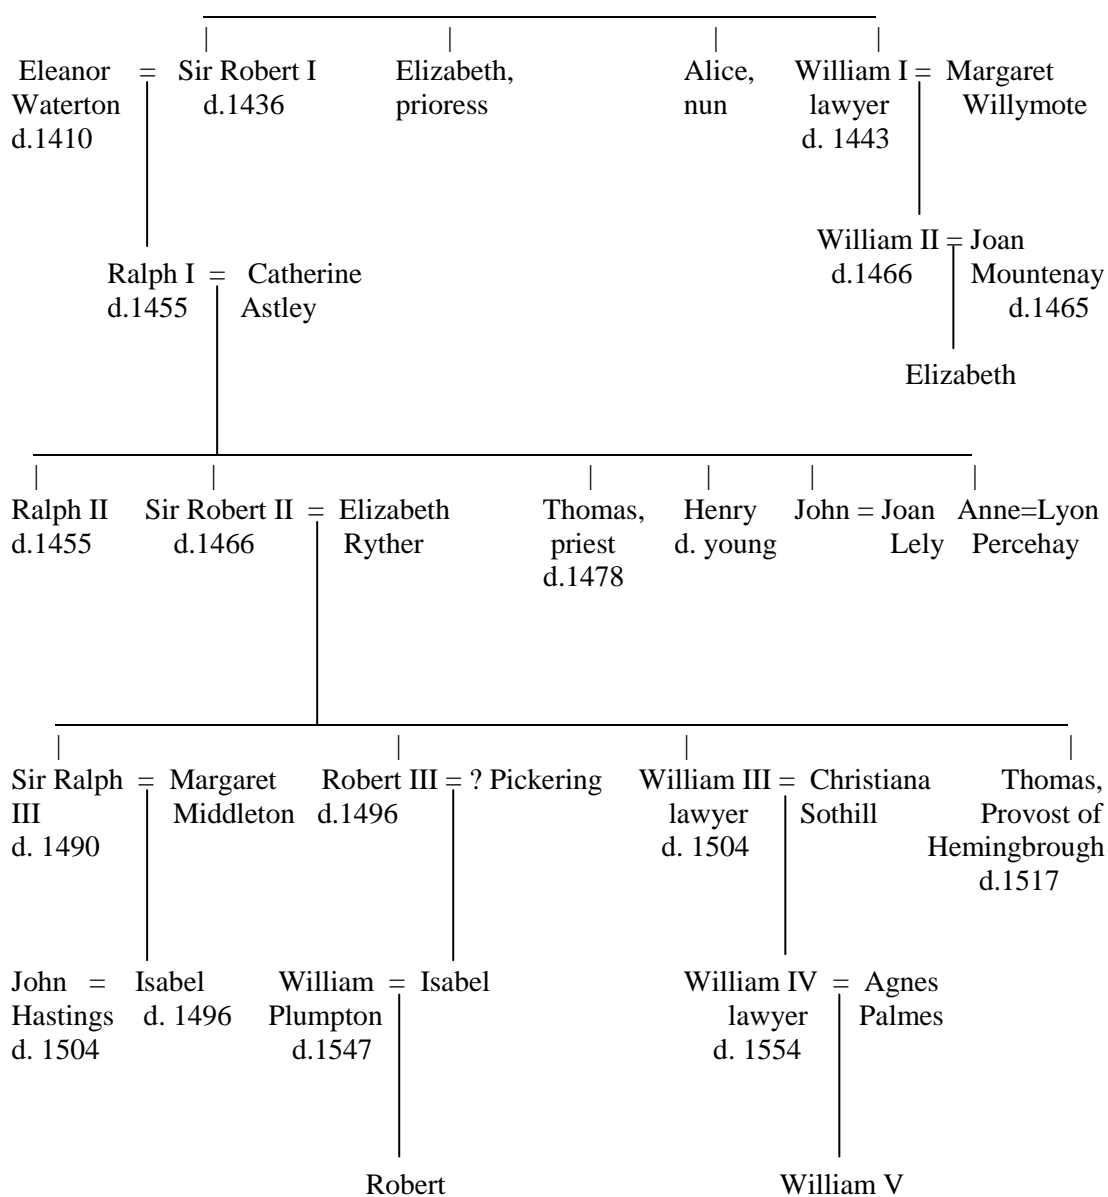 Eleanor = Sir Robert I Elizabeth, Alice, William I = Margaret
Waterton d.1436 prioress nun lawyer Willymote
d.1410 d. 1443
William II = Joan
Ralph I = Catherine d.1466 Mountenay
d.1455 Astley d.1465
Elizabeth
Ralph II Sir Robert II = Elizabeth Thomas, Henry John = Joan Anne=Lyon
d.1455 d.1466 Ryther priest d. young Lely Percehay
d.1478
Sir Ralph = Margaret Robert III = ? Pickering William III = Christiana Thomas,
III Middleton d.1496 lawyer Sothill Provost of
d. 1490 d. 1504 Hemingbrough
d.1517
John = Isabel William = Isabel William IV = Agnes
Hastings d. 1496 Plumpton lawyer Palmes
d. 1504 d.1547 d. 1554
Robert William V